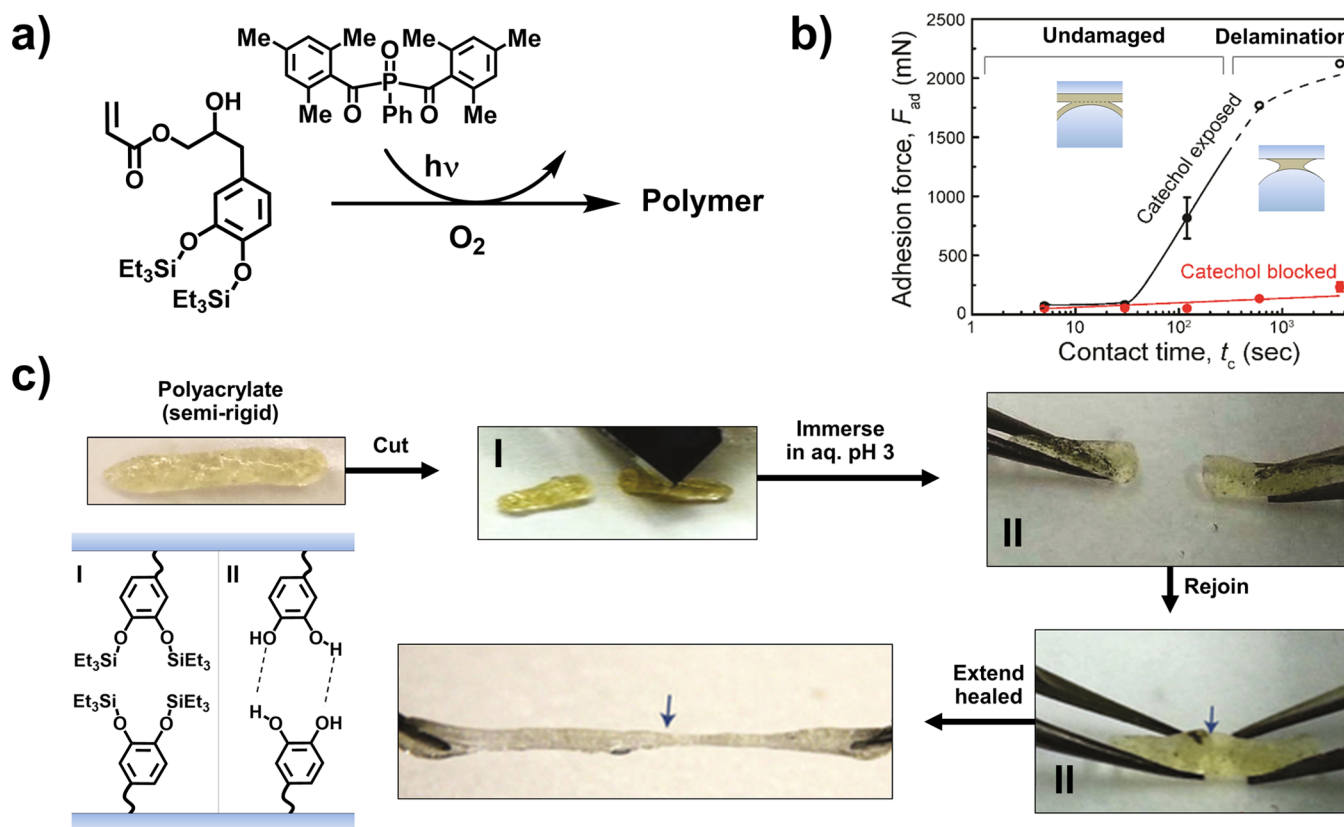 a)
Me
Me
Me
Me
O
P
O
Ph
O
Me
Me
OH
O
O
O
Et₃Si
O
Et₃Si
hν
O₂
Polymer
b)
Adhesion force, Fad (mN)
2500
2000
1500
1000
500
0
Undamaged
Delamination
Catechol exposed
Catechol blocked
1
10
10²
10³
Contact time, tc (sec)
c)
Polyacrylate
(semi-rigid)
Cut
I
Immerse
in aq. pH 3
II
Rejoin
II
Extend
healed
I
O
O
Et₃Si
SiEt₃
Et₃Si
SiEt₃
O
O
II
HO
O
H
H
O
OH